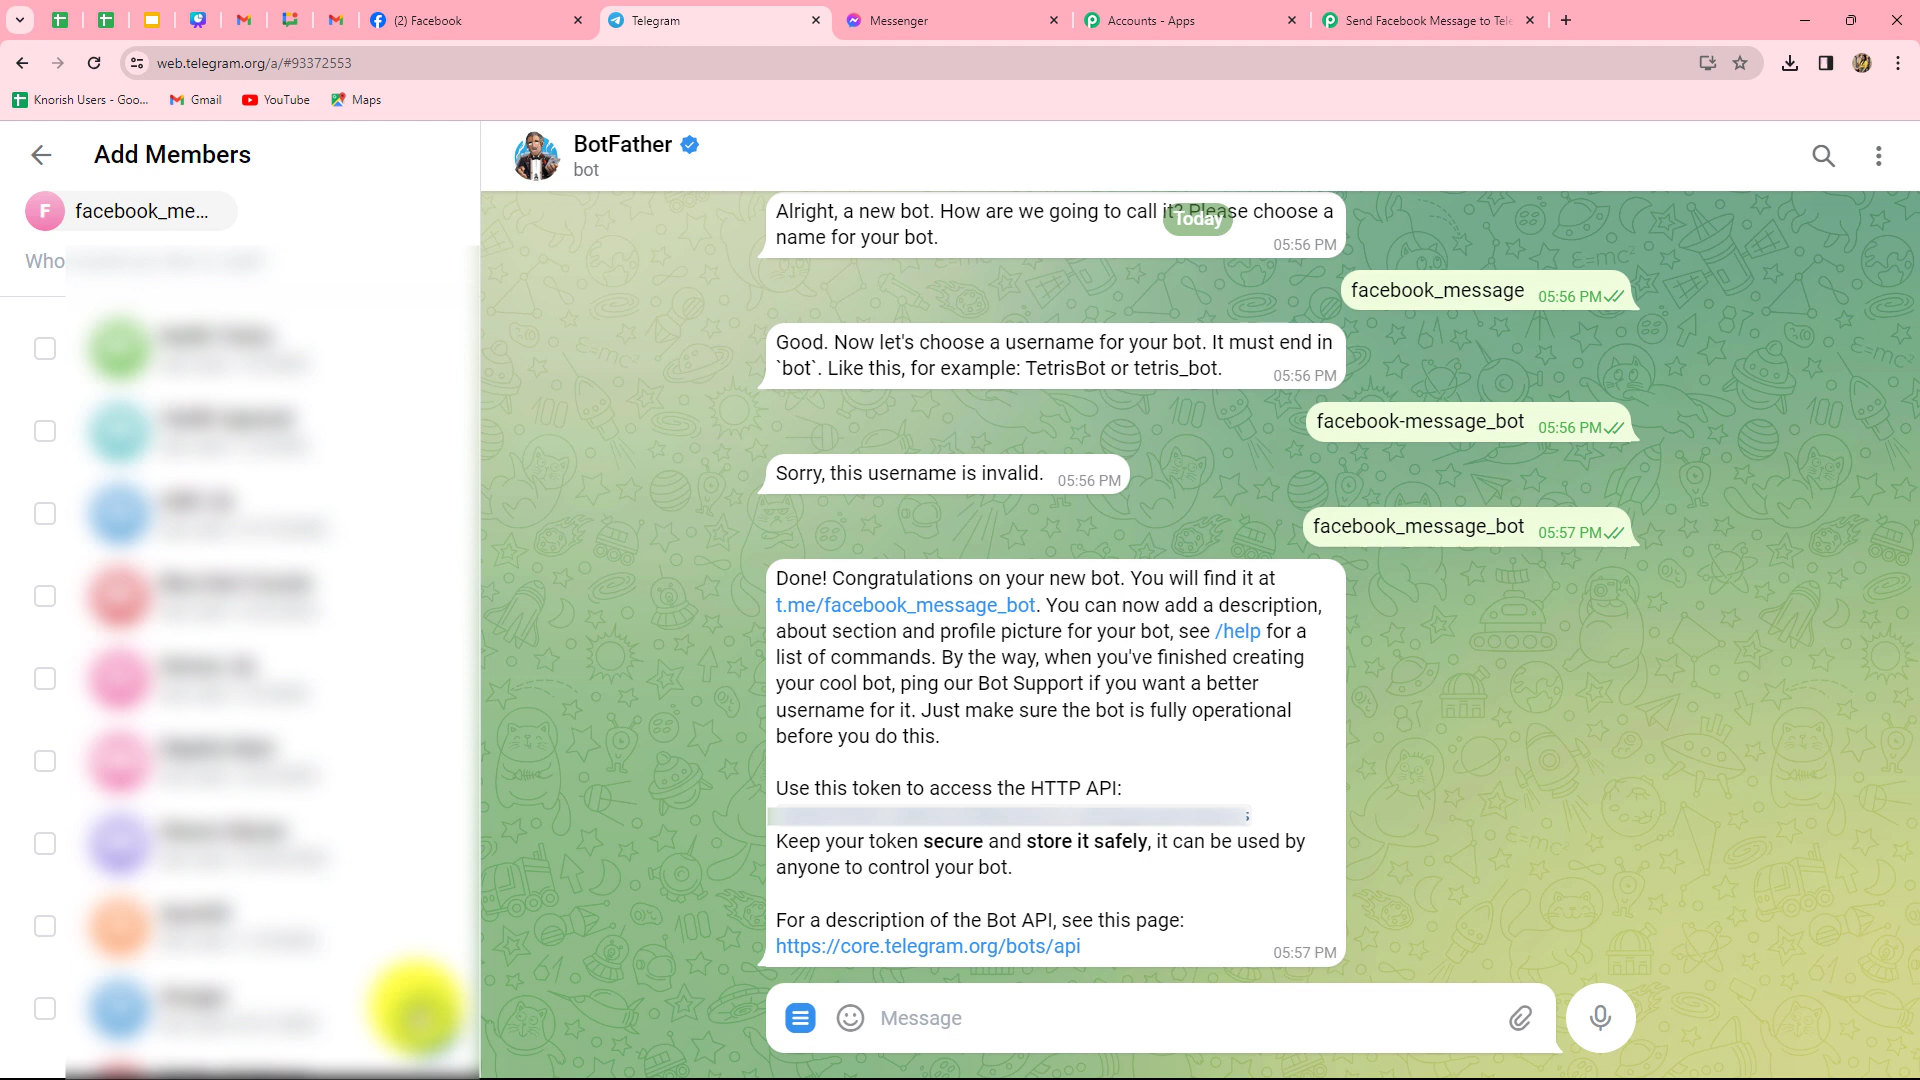 (2) Facebook
Telegram
Messenger
Accounts - Apps
Send Facebook Message to Tele
web.telegram.org/a/#93372553
Knorish Users - Goo...
Gmail
YouTube
Maps
Add Members
F
facebook_me...
Who
BotFather
bot
Today
Alright, a new bot. How are we going to call it? Please choose a
name for your bot.
05:56 PM
facebook_message 05:56 PM
Good. Now let's choose a username for your bot. It must end in
`bot`. Like this, for example: TetrisBot or tetris_bot.
05:56 PM
facebook-message_bot 05:56 PM
Sorry, this username is invalid. 05:56 PM
facebook_message_bot 05:57 PM
Done! Congratulations on your new bot. You will find it at
t.me/facebook_message_bot. You can now add a description,
about section and profile picture for your bot, see /help for a
list of commands. By the way, when you've finished creating
your cool bot, ping our Bot Support if you want a better
username for it. Just make sure the bot is fully operational
before you do this.
Use this token to access the HTTP API:
Keep your token secure and store it safely, it can be used by
anyone to control your bot.
For a description of the Bot API, see this page:
https://core.telegram.org/bots/api
05:57 PM
Message